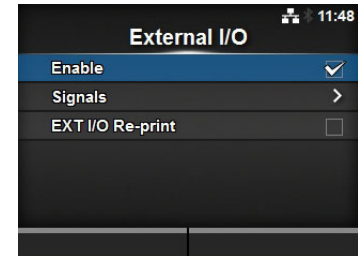 11:48
External I/O
Enable
Signals
EXT I/O Re-print